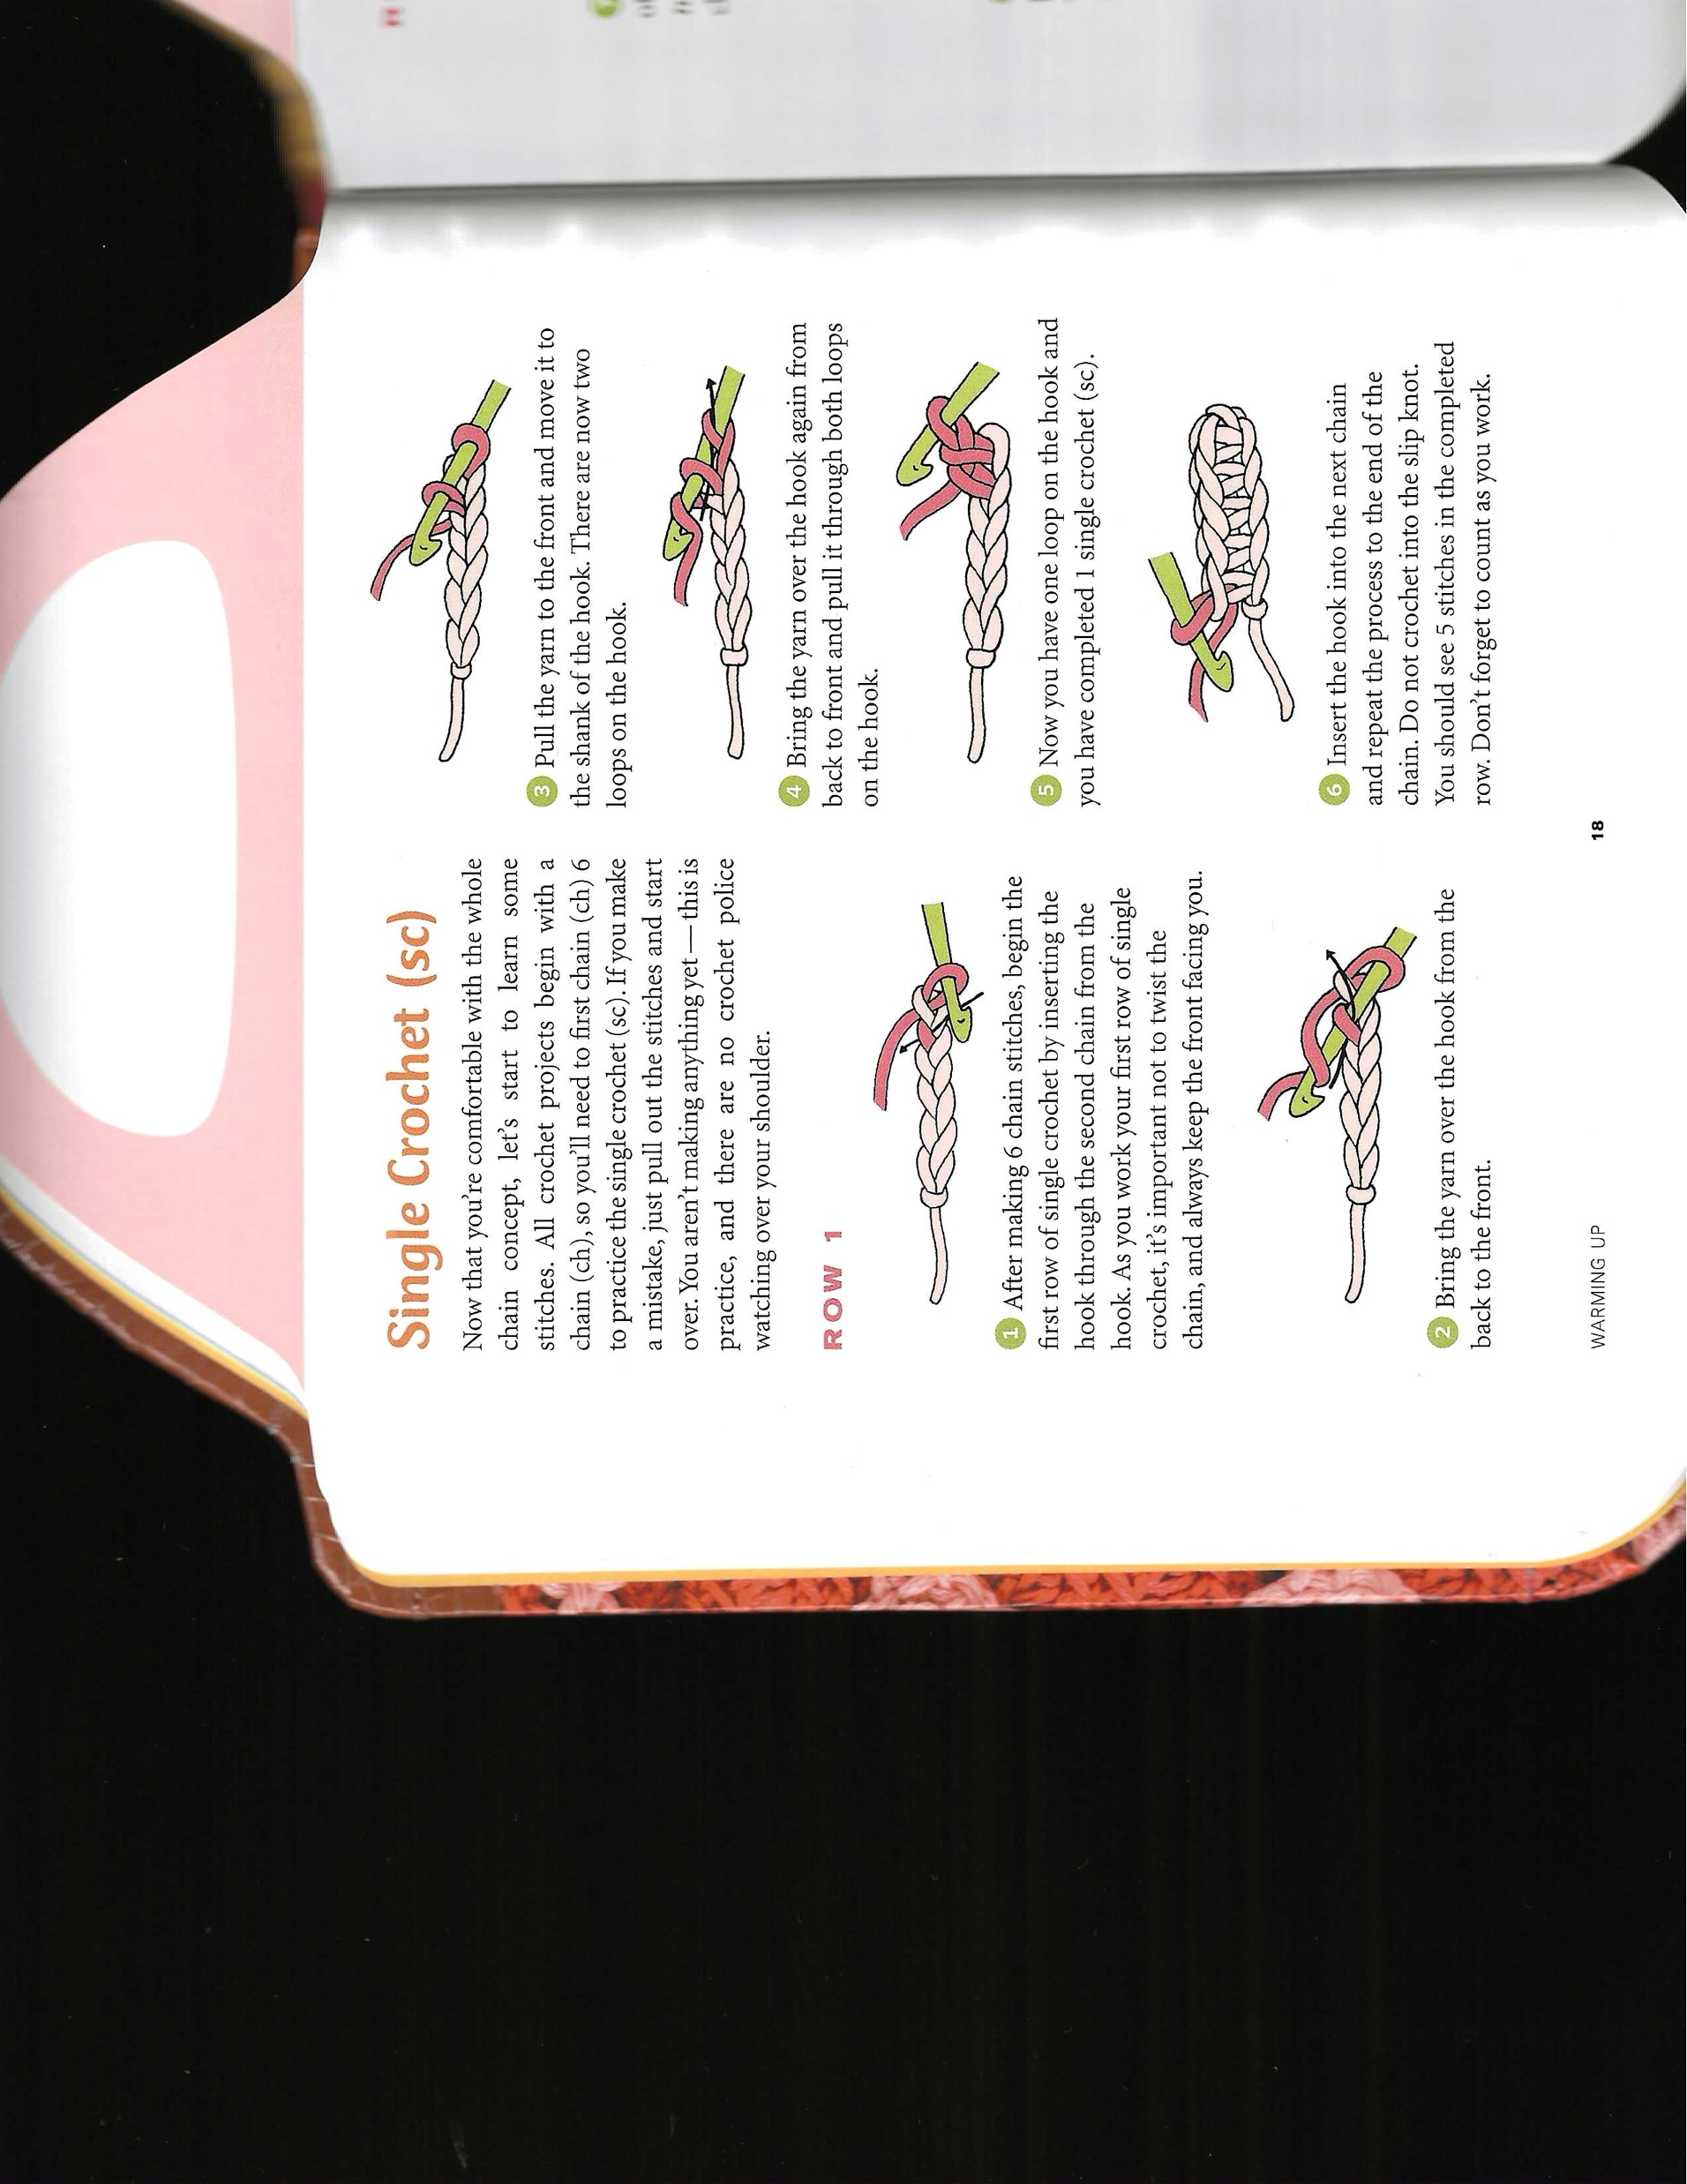 Single Crochet (sc)
Now that you're comfortable with the whole
chain concept, let's start to learn some
stitches. All crochet projects begin with a
chain (ch), so you'll need to first chain (ch) 6
to practice the single crochet (sc). If you make
a mistake, just pull out the stitches and start
over. You aren't making anything yet — this is
practice, and there are no crochet police
watching over your shoulder.
ROW 1
1 After making 6 chain stitches, begin the
first row of single crochet by inserting the
hook through the second chain from the
hook. As you work your first row of single
crochet, it's important not to twist the
chain, and always keep the front facing you.
2 Bring the yarn over the hook from the
back to the front.
3 Pull the yarn to the front and move it to
the shank of the hook. There are now two
loops on the hook.
4 Bring the yarn over the hook again from
back to front and pull it through both loops
on the hook.
5 Now you have one loop on the hook and
you have completed 1 single crochet (sc).
6 Insert the hook into the next chain
and repeat the process to the end of the
chain. Do not crochet into the slip knot.
You should see 5 stitches in the completed
row. Don't forget to count as you work.
WARMING UP
18